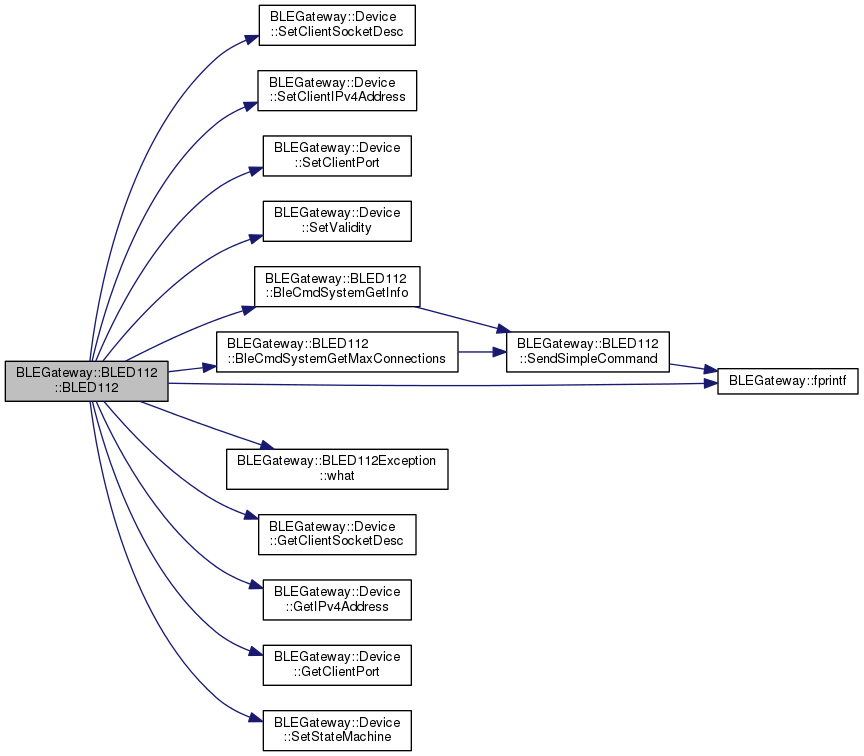 BLEGateway::Device
::SetClientSocketDesc
BLEGateway::Device
::SetClientIPv4Address
BLEGateway::Device
::SetClientPort
BLEGateway::Device
::SetValidity
BLEGateway::BLED112
::BleCmdSystemGetInfo
BLEGateway::BLED112
::BleCmdSystemGetMaxConnections
BLEGateway::BLED112
::SendSimpleCommand
BLEGateway::BLED112
::BLED112
BLEGateway::fprintf
BLEGateway::BLED112Exception
::what
BLEGateway::Device
::GetClientSocketDesc
BLEGateway::Device
::GetIPv4Address
BLEGateway::Device
::GetClientPort
BLEGateway::Device
::SetStateMachine